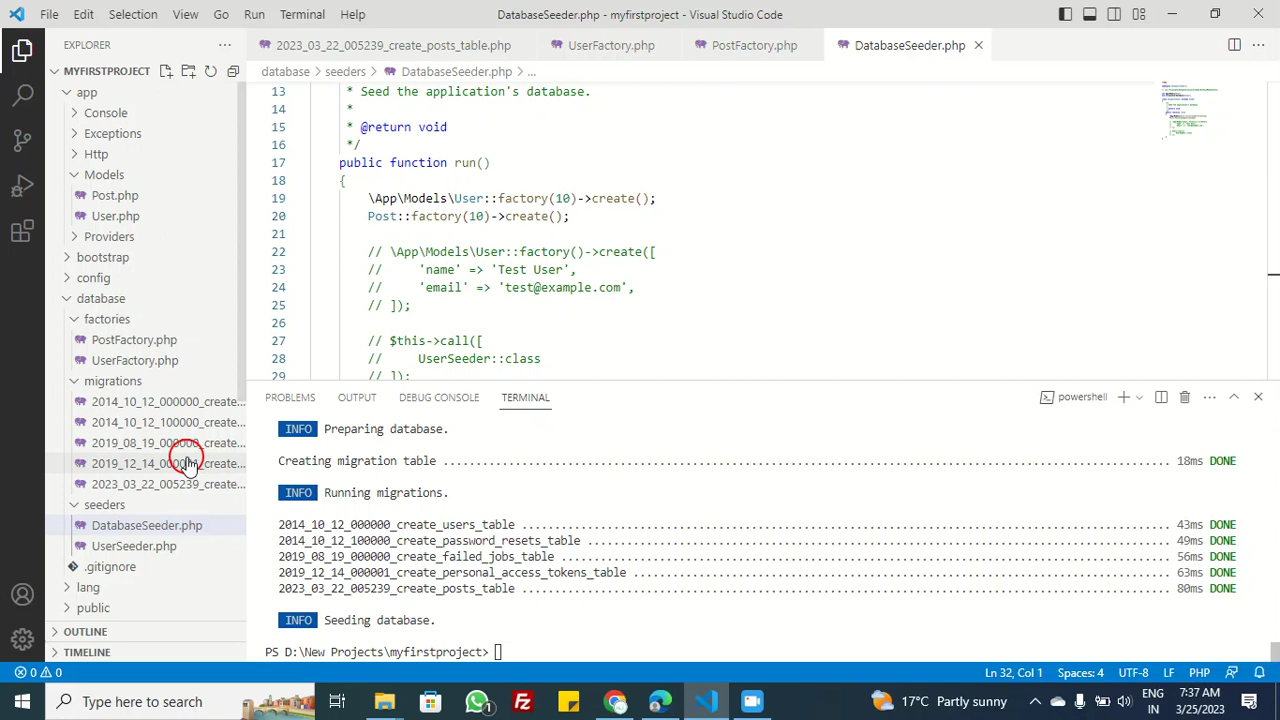 File Edit Selection View Go Run Terminal Help DatabaseSeeder.php - myfirstproject - Visual Studio Code
EXPLORER
MYFIRSTPROJECT
app
Console
Exceptions
Http
Models
Post.php
User.php
Providers
bootstrap
config
database
factories
PostFactory.php
UserFactory.php
migrations
2014_10_12_000000_create...
2014_10_12_100000_create...
2019_08_19_000000_create...
2019_12_14_000001_create...
2023_03_22_005239_create...
seeders
DatabaseSeeder.php
UserSeeder.php
.gitignore
lang
public
OUTLINE
TIMELINE
2023_03_22_005239_create_posts_table.php UserFactory.php PostFactory.php DatabaseSeeder.php
database > seeders > DatabaseSeeder.php > ...
13 * Seed the application's database.
14 *
15 * @return void
16 */
17 public function run()
18 {
19 \App\Models\User::factory(10)->create();
20 Post::factory(10)->create();
21
22 // \App\Models\User::factory()->create([
23 // 'name' => 'Test User',
24 // 'email' => 'test@example.com',
25 // ]);
26
27 // $this->call([
28 // UserSeeder::class
29 // ]);
PROBLEMS OUTPUT DEBUG CONSOLE TERMINAL powershell
INFO Preparing database.
Creating migration table ........ 18ms DONE
INFO Running migrations.
2014_10_12_000000_create_users_table ........ 43ms DONE
2014_10_12_100000_create_password_resets_table ........ 49ms DONE
2019_08_19_000000_create_failed_jobs_table ........ 56ms DONE
2019_12_14_000001_create_personal_access_tokens_table ........ 63ms DONE
2023_03_22_005239_create_posts_table ........ 80ms DONE
INFO Seeding database.
PS D:\New Projects\myfirstproject>
0 0 Ln 32, Col 1 Spaces: 4 UTF-8 LF PHP
Type here to search 1 17°C Partly sunny ENG IN 7:37 AM 3/25/2023